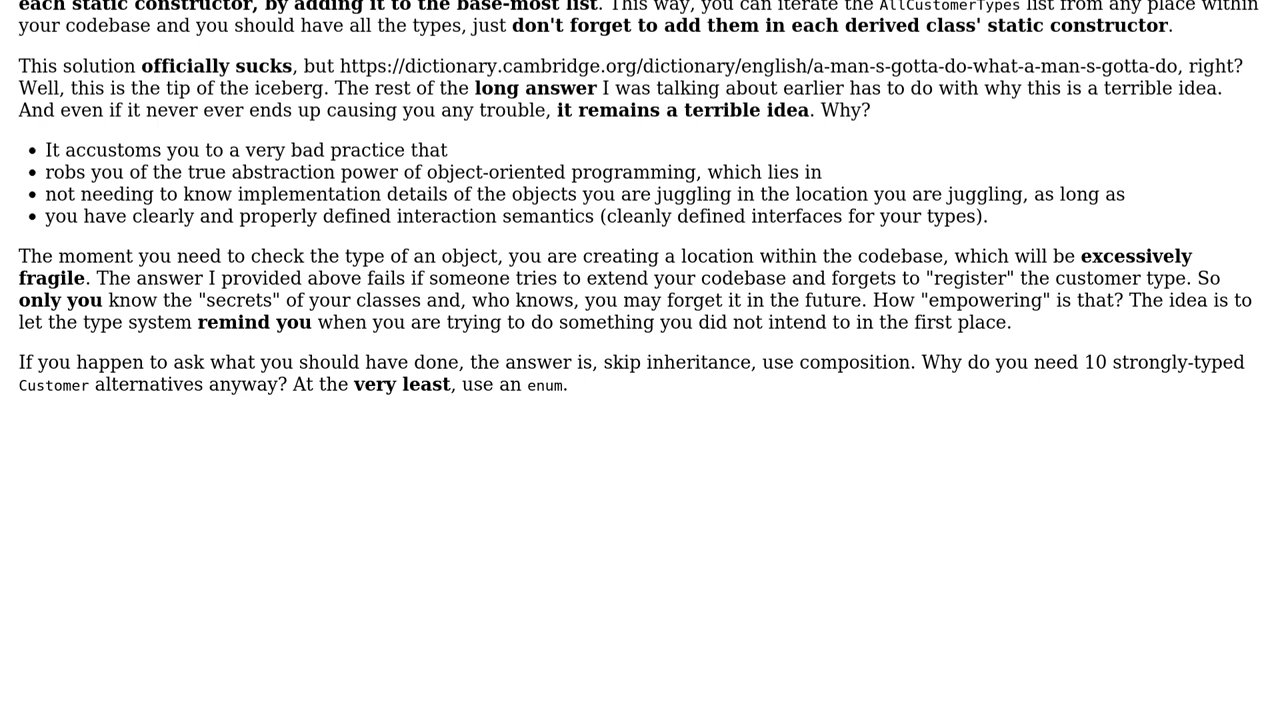 each static constructor, by adding it to the base-most list. This way, you can iterate the AllCustomerTypes list from any place within
your codebase and you should have all the types, just don't forget to add them in each derived class' static constructor.
This solution officially sucks, but https://dictionary.cambridge.org/dictionary/english/a-man-s-gotta-do-what-a-man-s-gotta-do, right?
Well, this is the tip of the iceberg. The rest of the long answer I was talking about earlier has to do with why this is a terrible idea.
And even if it never ever ends up causing you any trouble, it remains a terrible idea. Why?
• It accustoms you to a very bad practice that
• robs you of the true abstraction power of object-oriented programming, which lies in
• not needing to know implementation details of the objects you are juggling in the location you are juggling, as long as
• you have clearly and properly defined interaction semantics (cleanly defined interfaces for your types).
The moment you need to check the type of an object, you are creating a location within the codebase, which will be excessively
fragile. The answer I provided above fails if someone tries to extend your codebase and forgets to "register" the customer type. So
only you know the "secrets" of your classes and, who knows, you may forget it in the future. How "empowering" is that? The idea is to
let the type system remind you when you are trying to do something you did not intend to in the first place.
If you happen to ask what you should have done, the answer is, skip inheritance, use composition. Why do you need 10 strongly-typed
Customer alternatives anyway? At the very least, use an enum.